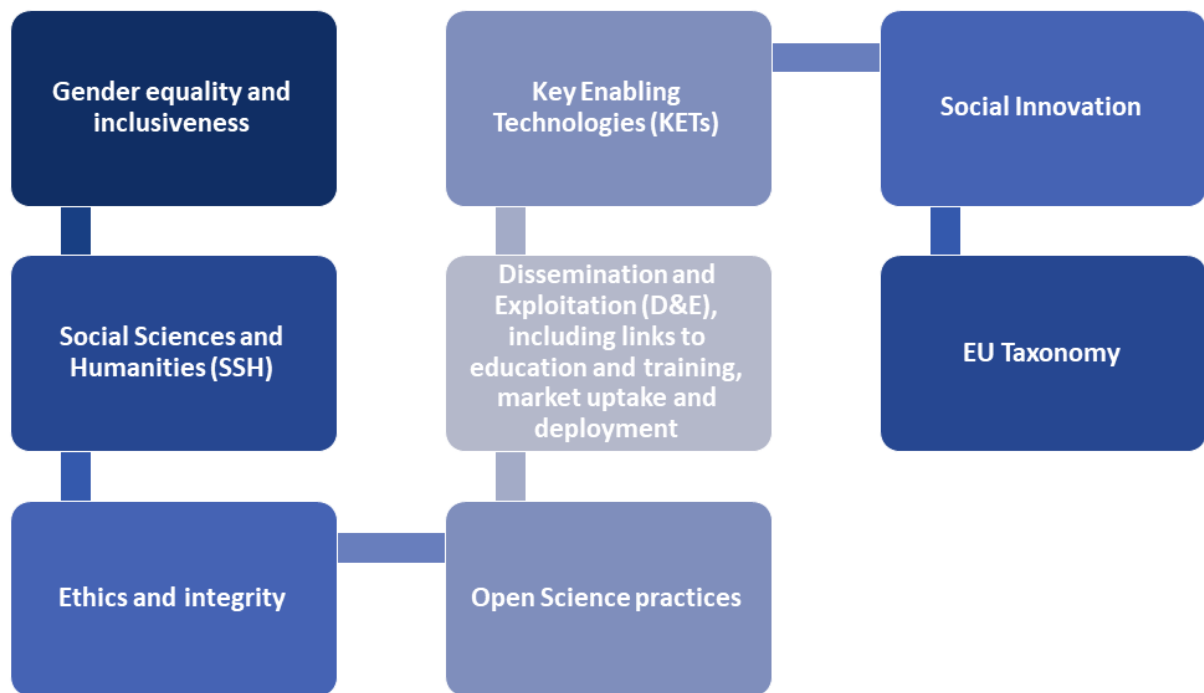 Gender equality and
inclusiveness
Social Sciences and
Humanities (SSH)
Ethics and integrity
Open Science practices
Dissemination and
Exploitation (D&E),
including links to
education and training,
market uptake and
deployment
Key Enabling
Technologies (KETs)
Social Innovation
EU Taxonomy